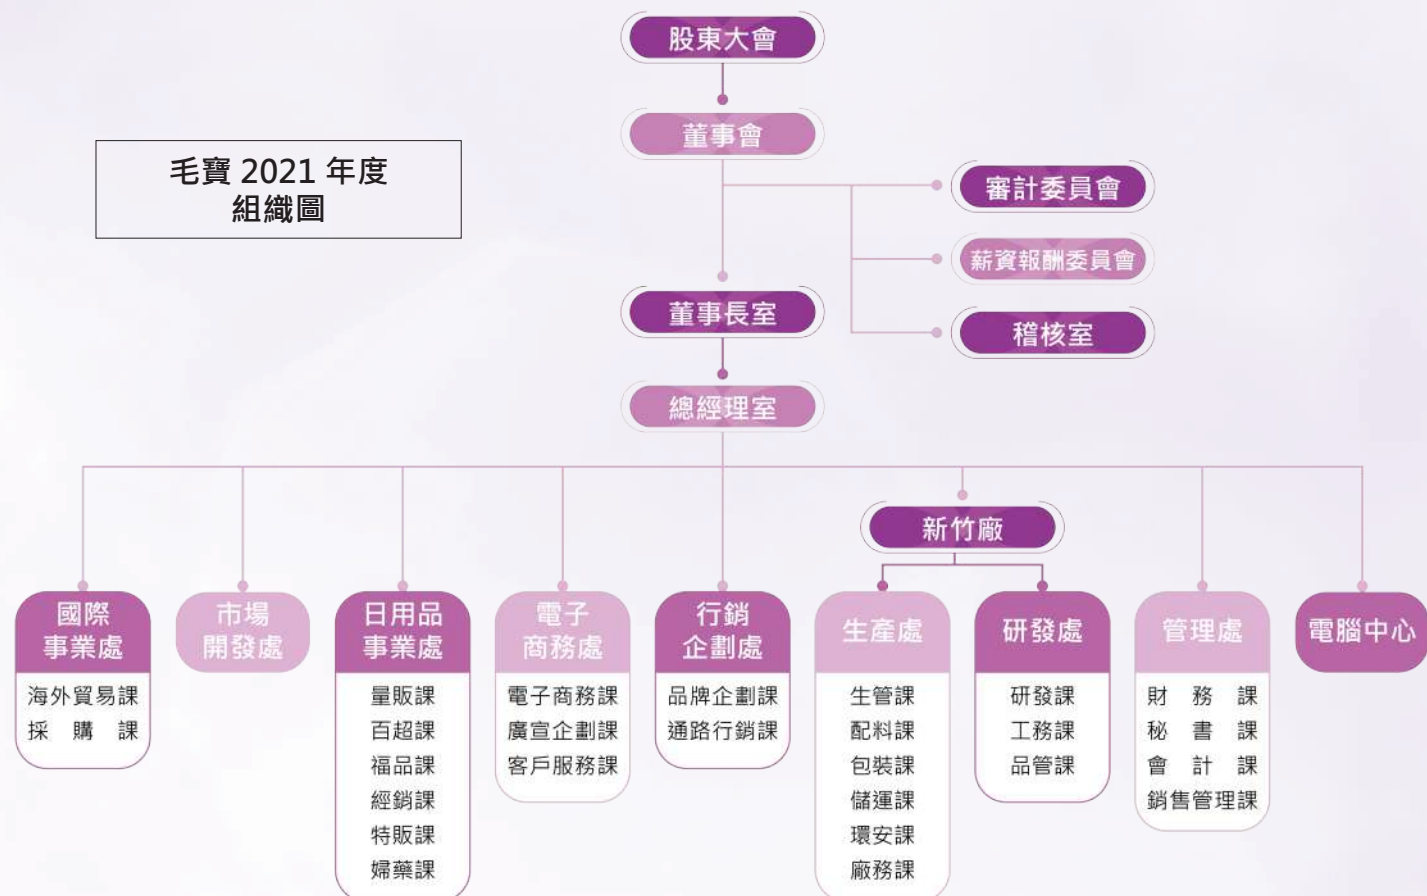 股東大會
董事會
毛寶 2021 年度
組織圖
審計委員會
薪資報酬委員會
稽核室
董事長室
總經理室
新竹廠
國際
事業處
海外貿易課
採購課
市場
開發處
日用品
事業處
量販課
百超課
福品課
經銷課
特販課
婦藥課
電子
商務處
電子商務課
廣宣企劃課
客戶服務課
行銷
企劃處
品牌企劃課
通路行銷課
生產處
生管課
配料課
包裝課
儲運課
環安課
廠務課
研發處
研發課
工務課
品管課
管理處
財務課
秘書課
會計課
銷售管理課
電腦中心